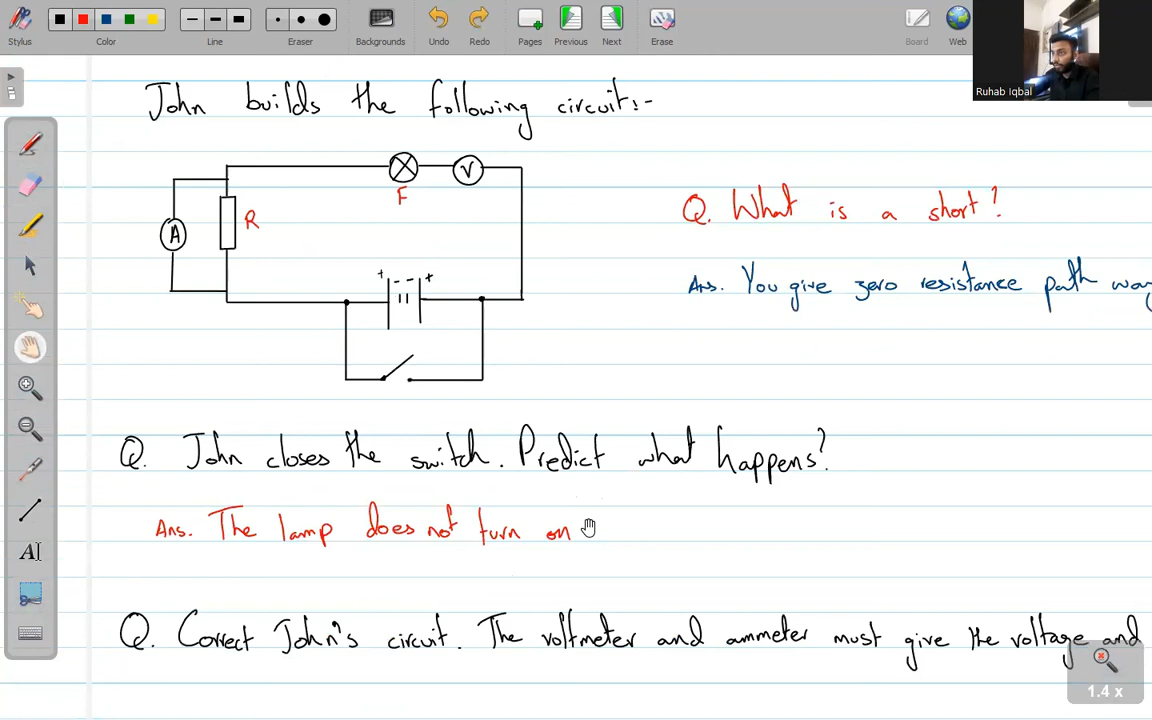 Stylus
Color
Line
Eraser
Backgrounds
Undo
Redo
Pages
Previous
Next
Erase
Board
Web
Ruhab Iqbal
John builds the following circuit:-
V
F
A
R
+ -- +
Q. What is a short?
Ans. You give zero resistance path way
Q. John closes the switch. Predict what happens?
Ans. The lamp does not turn on
Q. Correct John's circuit. The voltmeter and ammeter must give the voltage and
AI
1.4 x